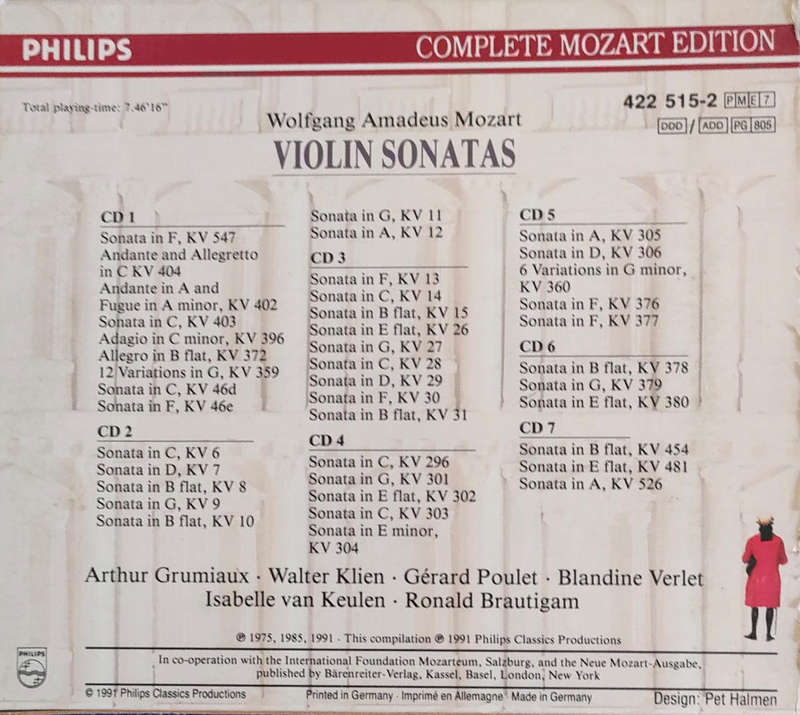 PHILIPS
COMPLETE MOZART EDITION
Total playing-time: 7.46'16"
422 515-2 PME7
DDD / ADD PG 805
Wolfgang Amadeus Mozart
VIOLIN SONATAS
CD 1
Sonata in F, KV 547
Andante and Allegretto
in C KV 404
Andante in A and
Fugue in A minor, KV 402
Sonata in C, KV 403
Adagio in C minor, KV 396
Allegro in B flat, KV 372
12 Variations in G, KV 359
Sonata in C, KV 46d
Sonata in F, KV 46e
CD 2
Sonata in C, KV 6
Sonata in D, KV 7
Sonata in B flat, KV 8
Sonata in G, KV 9
Sonata in B flat, KV 10
Sonata in G, KV 11
Sonata in A, KV 12
CD 3
Sonata in F, KV 13
Sonata in C, KV 14
Sonata in B flat, KV 15
Sonata in E flat, KV 26
Sonata in G, KV 27
Sonata in C, KV 28
Sonata in D, KV 29
Sonata in F, KV 30
Sonata in B flat, KV 31
CD 4
Sonata in C, KV 296
Sonata in G, KV 301
Sonata in E flat, KV 302
Sonata in C, KV 303
Sonata in E minor,
KV 304
CD 5
Sonata in A, KV 305
Sonata in D, KV 306
6 Variations in G minor,
KV 360
Sonata in F, KV 376
Sonata in F, KV 377
CD 6
Sonata in B flat, KV 378
Sonata in G, KV 379
Sonata in E flat, KV 380
CD 7
Sonata in B flat, KV 454
Sonata in E flat, KV 481
Sonata in A, KV 526
Arthur Grumiaux · Walter Klien · Gérard Poulet · Blandine Verlet
Isabelle van Keulen · Ronald Brautigam
℗ 1975, 1985, 1991 · This compilation ℗ 1991 Philips Classics Productions
PHILIPS
In co-operation with the International Foundation Mozarteum, Salzburg, and the Neue Mozart-Ausgabe,
published by Bärenreiter-Verlag, Kassel, Basel, London, New York
© 1991 Philips Classics Productions
Printed in Germany · Imprimé en Allemagne · Made in Germany
Design: Pet Halmen